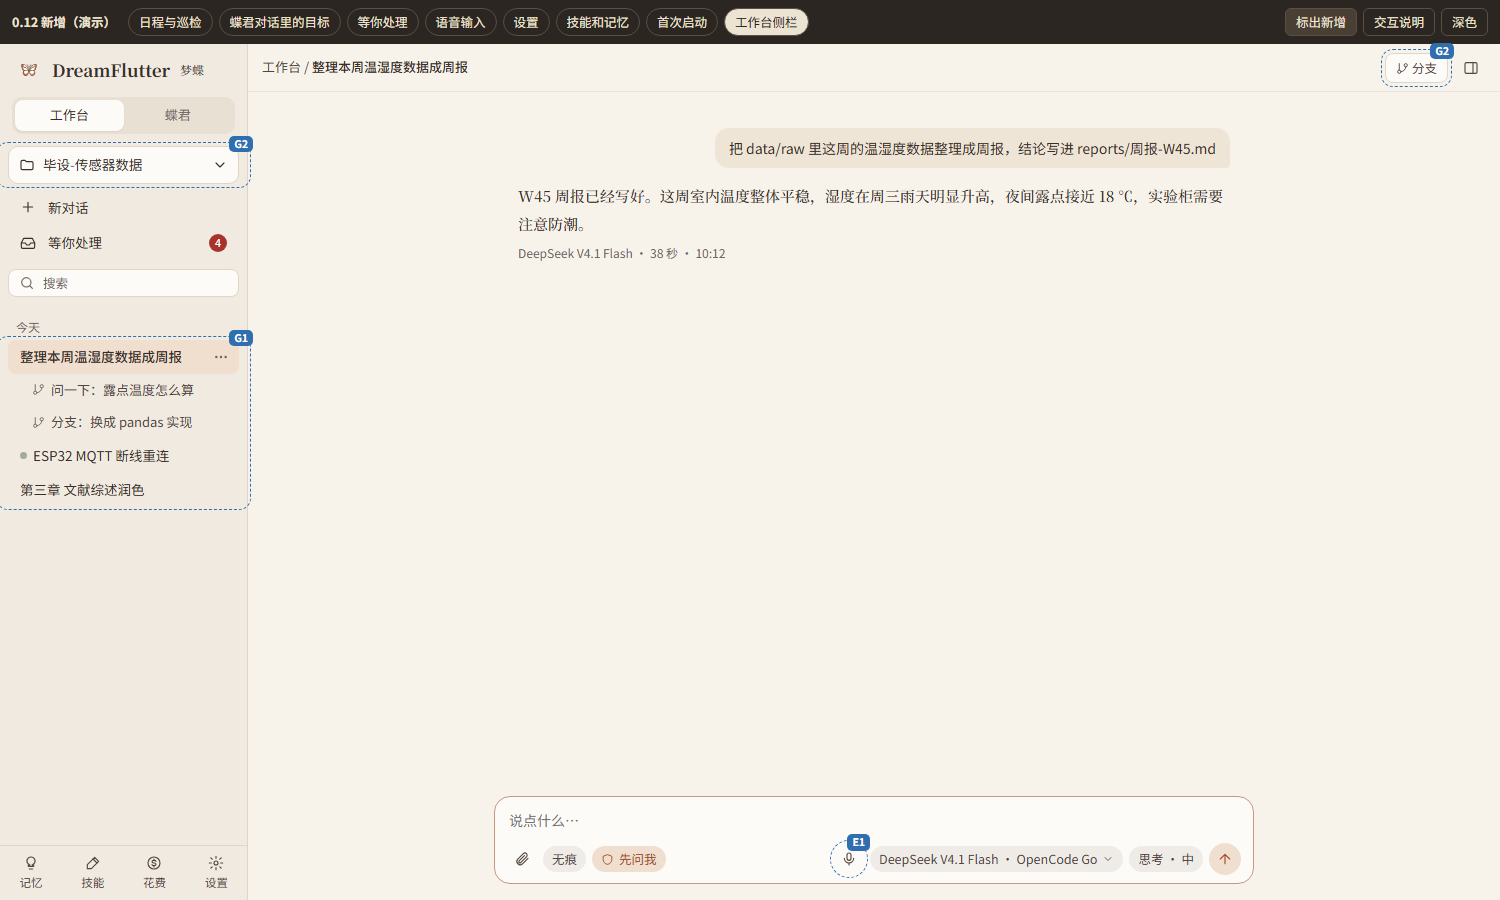 0.12 新增（演示） 日程与巡检 蝶君对话里的目标 等你处理 语音输入 设置 技能和记忆 首次启动 工作台侧栏 标出新增 交互说明 深色
DreamFlutter 梦蝶
工作台 蝶君
G2
毕设-传感器数据
新对话
等你处理 4
搜索
今天
G1
整理本周温湿度数据成周报 ···
问一下：露点温度怎么算
分支：换成 pandas 实现
ESP32 MQTT 断线重连
第三章 文献综述润色
记忆 技能 花费 设置
工作台 / 整理本周温湿度数据成周报
G2
分支
把 data/raw 里这周的温湿度数据整理成周报，结论写进 reports/周报-W45.md
W45 周报已经写好。这周室内温度整体平稳，湿度在周三雨天明显升高，夜间露点接近 18 °C，实验柜需要
注意防潮。
DeepSeek V4.1 Flash · 38 秒 · 10:12
说点什么…
E1
无痕 先问我 DeepSeek V4.1 Flash · OpenCode Go 思考 · 中